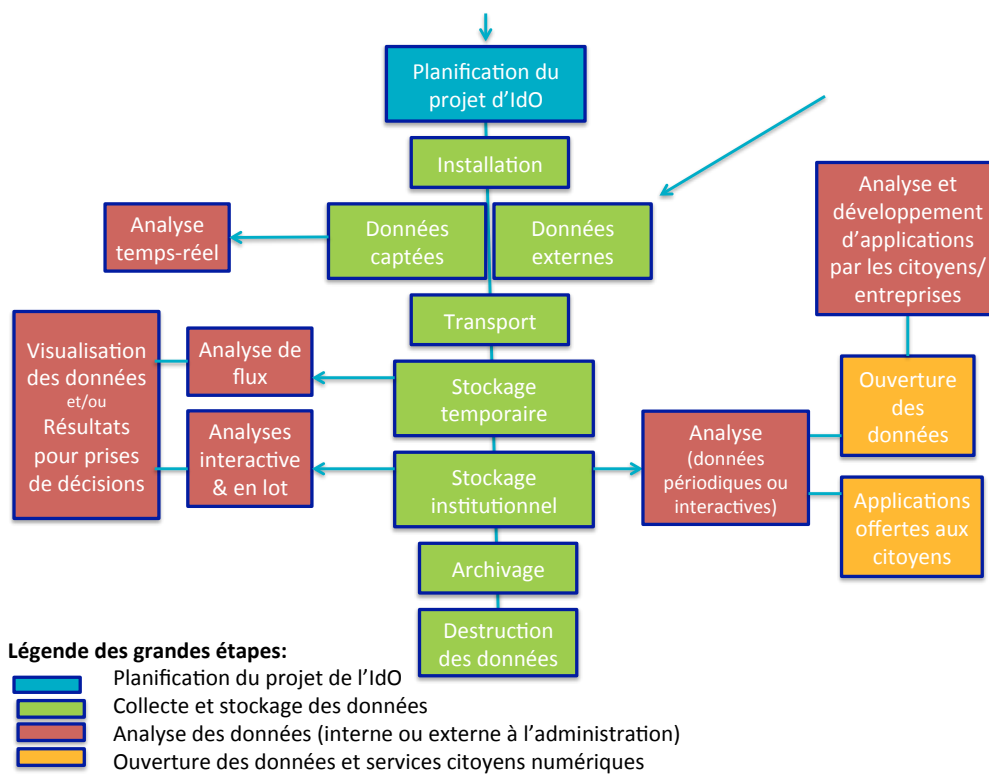 Planification du
projet d'IdO
Installation
Données
captées
Données
externes
Analyse
temps-réel
Analyse et
développement
d'applications
par les citoyens/
entreprises
Transport
Visualisation
des données
et/ou
Résultats
pour prises
de décisions
Analyse de
flux
Stockage
temporaire
Ouverture
des
données
Analyses
interactive
& en lot
Stockage
institutionnel
Analyse
(données
périodiques ou
interactives)
Applications
offertes aux
citoyens
Archivage
Destruction
des données
Légende des grandes étapes:
Planification du projet de l'IdO
Collecte et stockage des données
Analyse des données (interne ou externe à l'administration)
Ouverture des données et services citoyens numériques